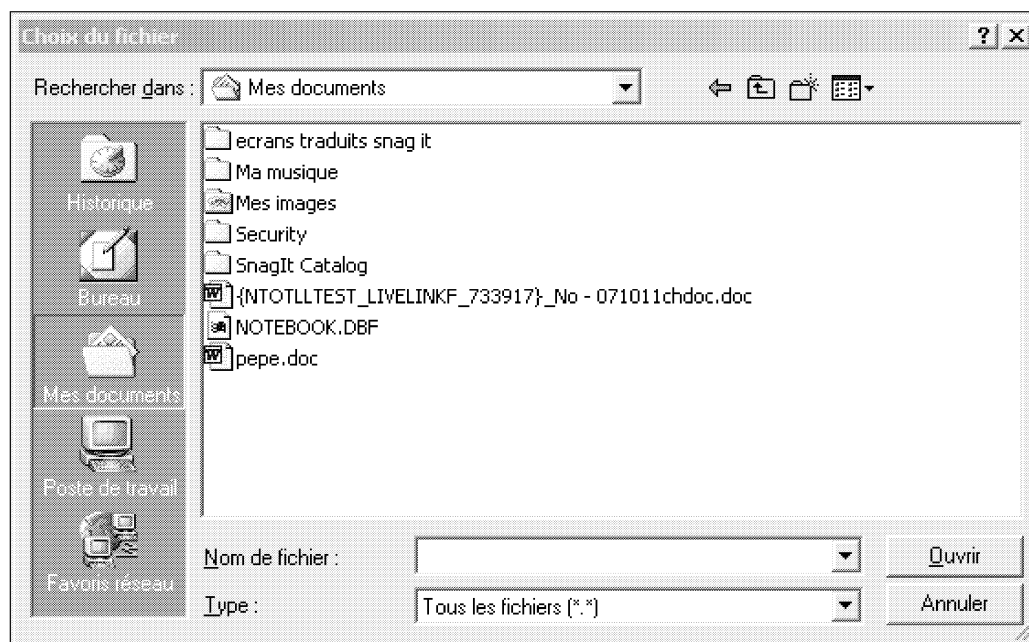 Choix du fichier
Rechercher dans : Mes documents
Historique
Bureau
Mes documents
Poste de travail
Favoris réseau
ecrans traduits snag it
Ma musique
Mes images
Security
SnagIt Catalog
{NTOTLLTEST_LIVELINKF_733917}_No - 071011chdoc.doc
NOTEBOOK.DBF
pepe.doc
Nom de fichier :
Ouvrir
Type : Tous les fichiers (*.*)
Annuler